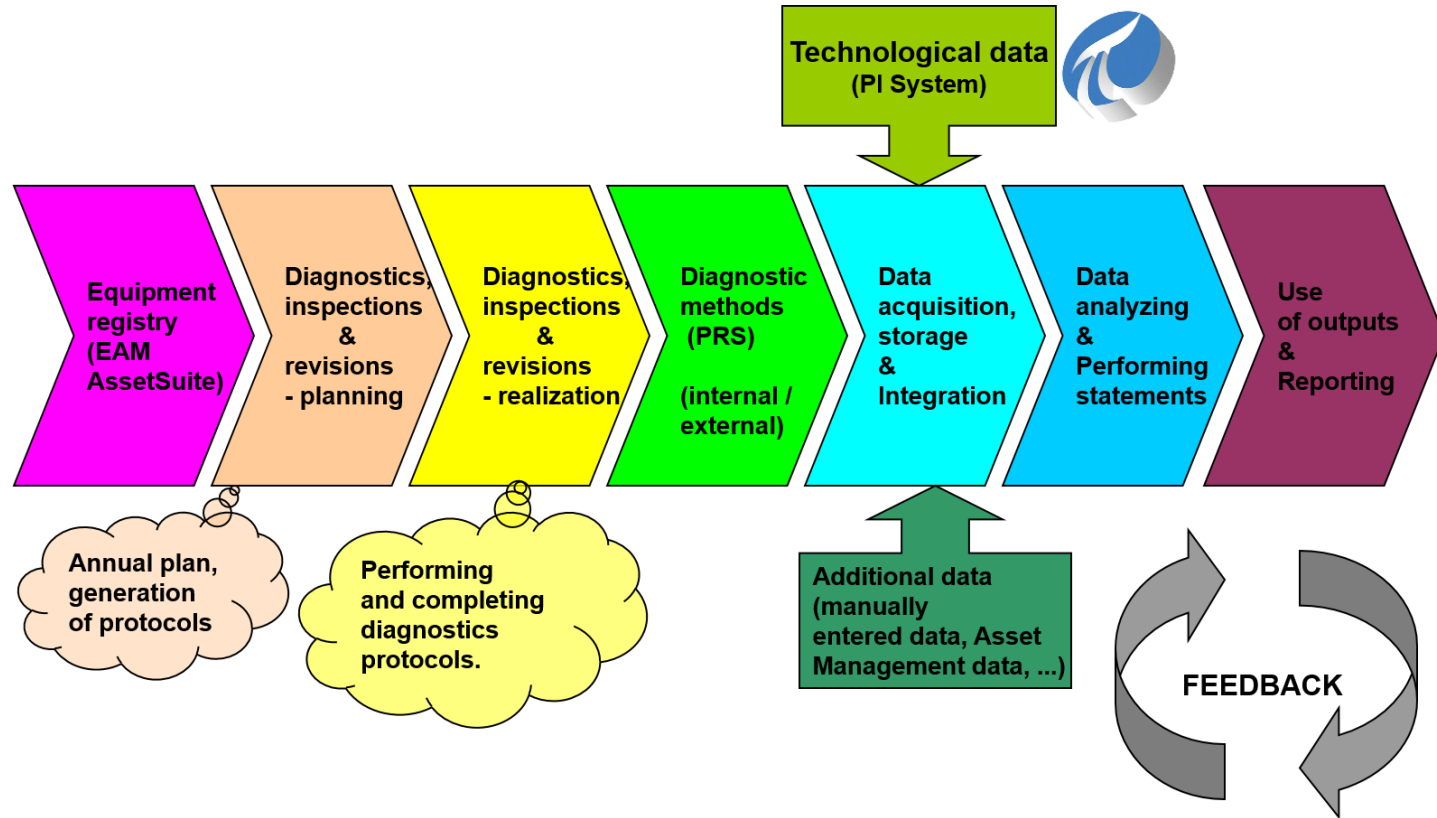 Technological data
(PI System)
Equipment
registry
(EAM
AssetSuite)
Diagnostics,
inspections
&
revisions
- planning
Diagnostics,
inspections
&
revisions
- realization
Diagnostic
methods
(PRS)
(internal /
external)
Data
acquisition,
storage
&
Integration
Data
analyzing
&
Performing
statements
Use
of outputs
&
Reporting
Annual plan,
generation
of protocols
Performing
and completing
diagnostics
protocols.
Additional data
(manually
entered data, Asset
Management data, ...)
FEEDBACK